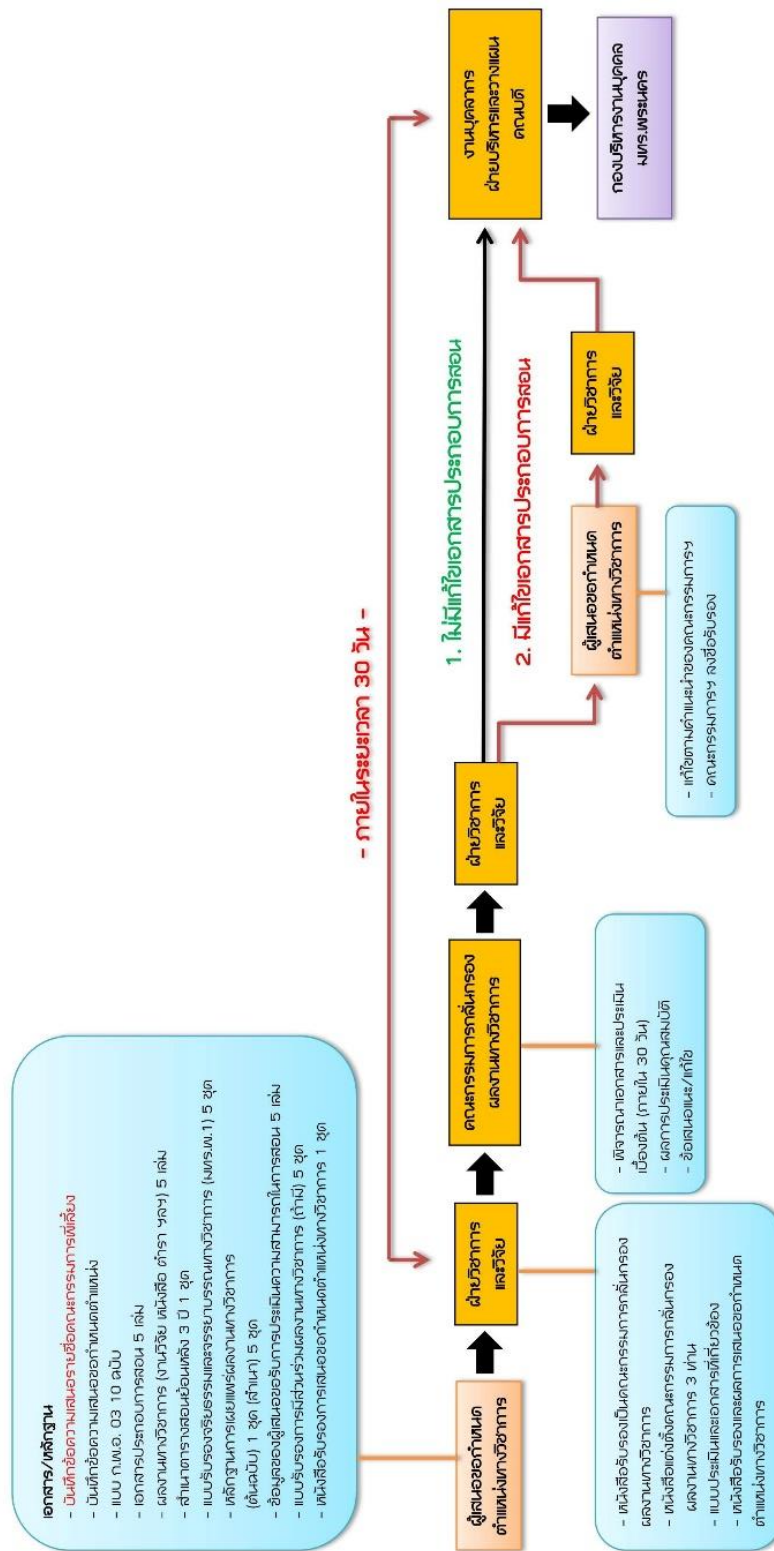 เอกสาร/หลักฐาน
- บันทึกข้อความเสนอรายชื่อคณะกรรมการพี่เลี้ยง
- บันทึกข้อความเสนอขอกำหนดตำแหน่ง
- แบบ ก.พ.อ. 03 10 ฉบับ
- เอกสารประกอบการสอน 5 เล่ม
- ผลงานทางวิชาการ (งานวิจัย หนังสือ ตำรา ฯลฯ) 5 เล่ม
- สำเนาตารางสอนย้อนหลัง 3 ปี 1 ชุด
- แบบรับรองจริยธรรมและจรรยาบรรณทางวิชาการ (มทร.พ.1) 5 ชุด
- หลักฐานการเผยแพร่ผลงานทางวิชาการ
(ต้นฉบับ) 1 ชุด (สำเนา) 5 ชุด
- ข้อมูลของผู้เสนอขอรับการประเมินความสามารถในการสอน 5 เล่ม
- แบบรับรองการมีส่วนร่วมผลงานทางวิชาการ (ถ้ามี) 5 ชุด
- หนังสือรับรองการเสนอขอกำหนดตำแหน่งทางวิชาการ 1 ชุด
- ภายในระยะเวลา 30 วัน -
ผู้เสนอขอกำหนด
ตำแหน่งทางวิชาการ
ฝ่ายวิชาการ
และวิจัย
คณะกรรมการกลั่นกรอง
ผลงานทางวิชาการ
ฝ่ายวิชาการ
และวิจัย
1. ไม่มีแก้ไขเอกสารประกอบการสอน
2. มีแก้ไขเอกสารประกอบการสอน
ผู้เสนอขอกำหนด
ตำแหน่งทางวิชาการ
ฝ่ายวิชาการ
และวิจัย
งานบุคลากร
ฝ่ายบริหารและวางแผน
คณบดี
กองบริหารงานบุคคล
มทร.พระนคร
- หนังสือรับรองเป็นคณะกรรมการกลั่นกรอง
ผลงานทางวิชาการ
- หนังสือแต่งตั้งคณะกรรมการกลั่นกรอง
ผลงานทางวิชาการ 3 ท่าน
- แบบประเมินและเอกสารที่เกี่ยวข้อง
- หนังสือรับรองและผลการเสนอขอกำหนด
ตำแหน่งทางวิชาการ
- พิจารณาเอกสารและประเมิน
เบื้องต้น (ภายใน 30 วัน)
- ผลการประเมินคุณสมบัติ
- ข้อเสนอแนะ/แก้ไข
- แก้ไขตามคำแนะนำของคณะกรรมการฯ
- คณะกรรมการฯ ลงชื่อรับรอง